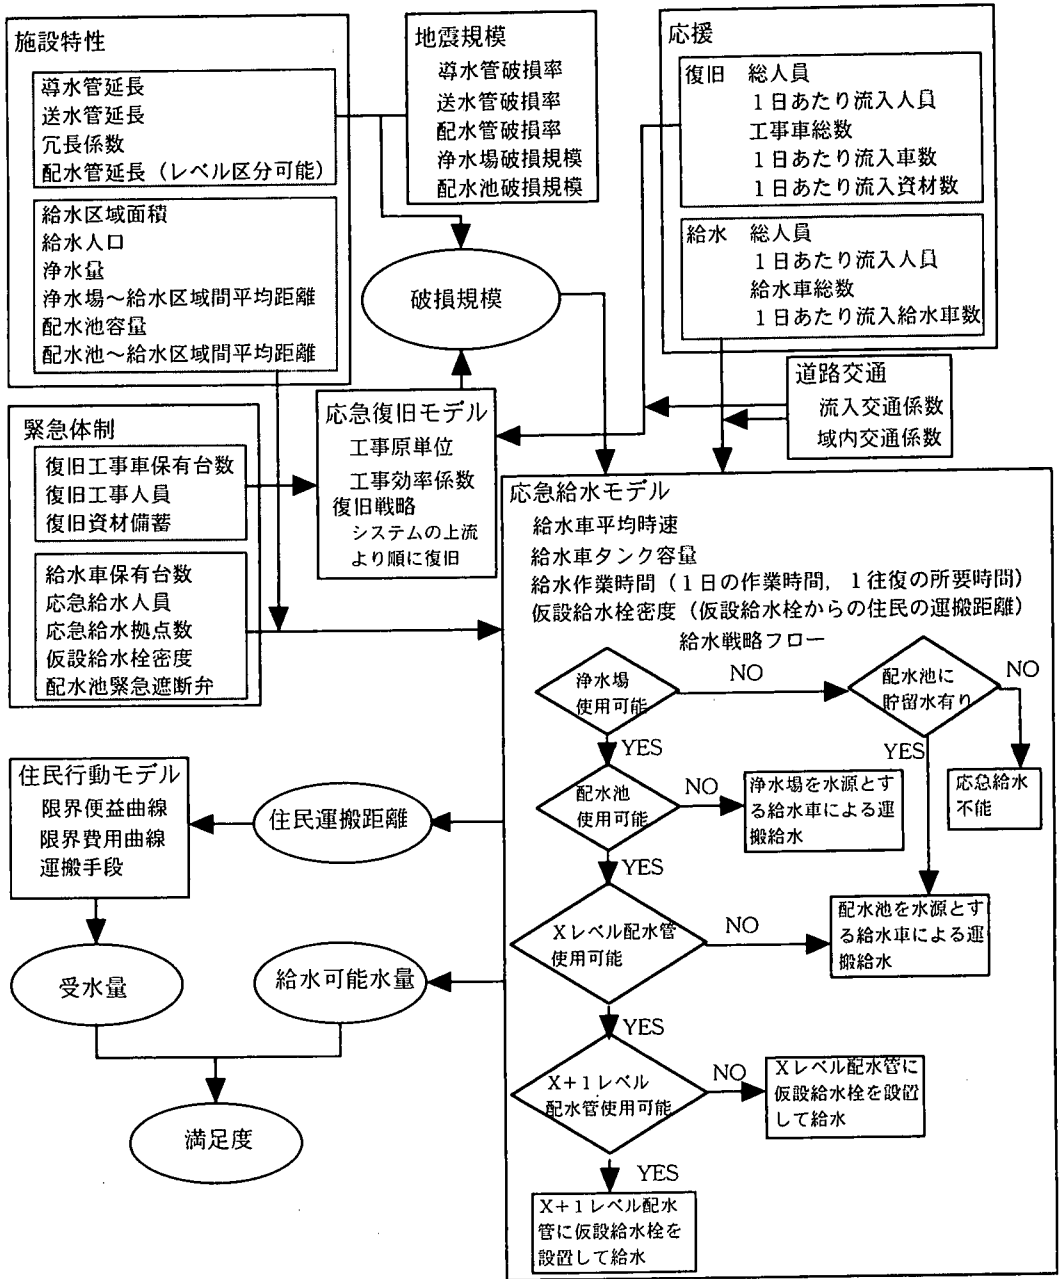 施設特性
導水管延長
送水管延長
冗長係数
配水管延長（レベル区分可能）
給水区域面積
給水人口
浄水量
浄水場〜給水区域間平均距離
配水池容量
配水池〜給水区域間平均距離
地震規模
導水管破損率
送水管破損率
配水管破損率
浄水場破損規模
配水池破損規模
応援
復旧　総人員
１日あたり流入人員
工事車総数
１日あたり流入車数
１日あたり流入資材数
給水　総人員
１日あたり流入人員
給水車総数
１日あたり流入給水車数
破損規模
道路交通
流入交通係数
域内交通係数
緊急体制
復旧工事車保有台数
復旧工事人員
復旧資材備蓄
給水車保有台数
応急給水人員
応急給水拠点数
仮設給水栓密度
配水池緊急遮断弁
応急復旧モデル
工事原単位
工事効率係数
復旧戦略
システムの上流
より順に復旧
応急給水モデル
給水車平均時速
給水車タンク容量
給水作業時間（１日の作業時間，１往復の所要時間）
仮設給水栓密度（仮設給水栓からの住民の運搬距離）
給水戦略フロー
浄水場
使用可能
NO
配水池に
貯留水有り
NO
YES
YES
応急給水
不能
配水池
使用可能
NO
浄水場を水源とす
る給水車による運
搬給水
YES
Xレベル配水管
使用可能
NO
配水池を水源とす
る給水車による運
搬給水
YES
X＋１レベル
配水管使用可能
NO
Xレベル配水管に
仮設給水栓を設置
して給水
YES
X＋１レベル配水
管に仮設給水栓を
設置して給水
住民行動モデル
限界便益曲線
限界費用曲線
運搬手段
住民運搬距離
受水量
給水可能水量
満足度